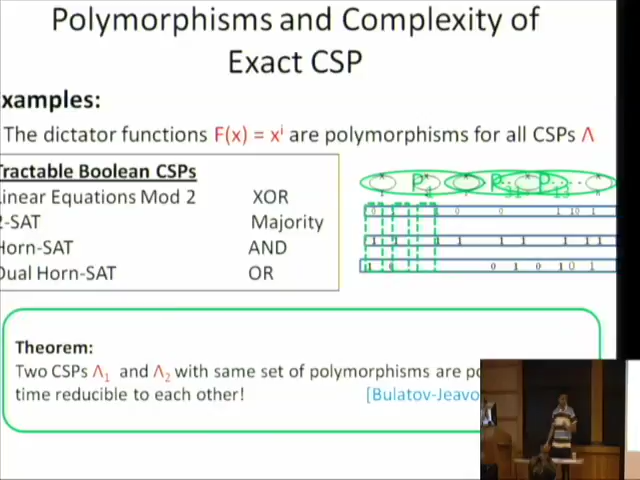 Polymorphisms and Complexity of
Exact CSP
xamples:
The dictator functions F(x) = xⁱ are polymorphisms for all CSPs Λ
ractable Boolean CSPs
inear Equations Mod 2 XOR
-SAT Majority
Horn-SAT AND
Dual Horn-SAT OR
Theorem:
Two CSPs Λ₁ and Λ₂ with same set of polymorphisms are po
time reducible to each other! [Bulatov-Jeavo